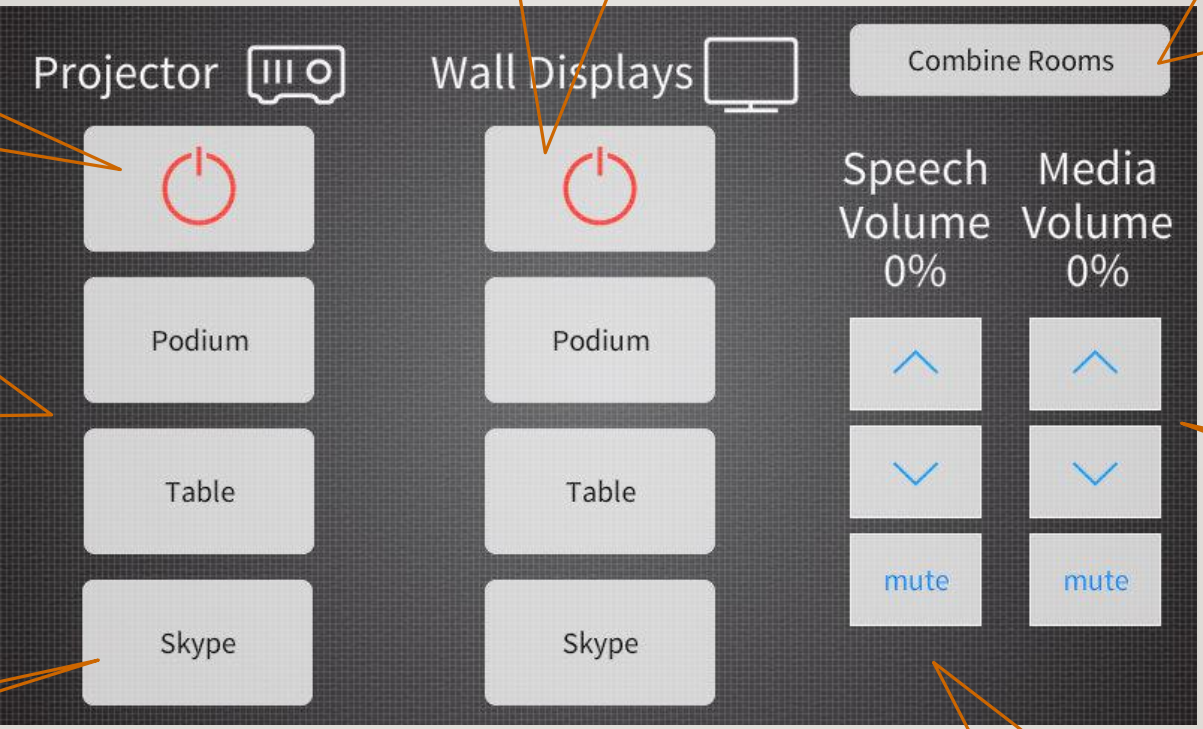 Projector
Wall Displays
Combine Rooms
Speech Volume 0%
Media Volume 0%
Podium
Table
Skype
Podium
Table
Skype
mute
mute